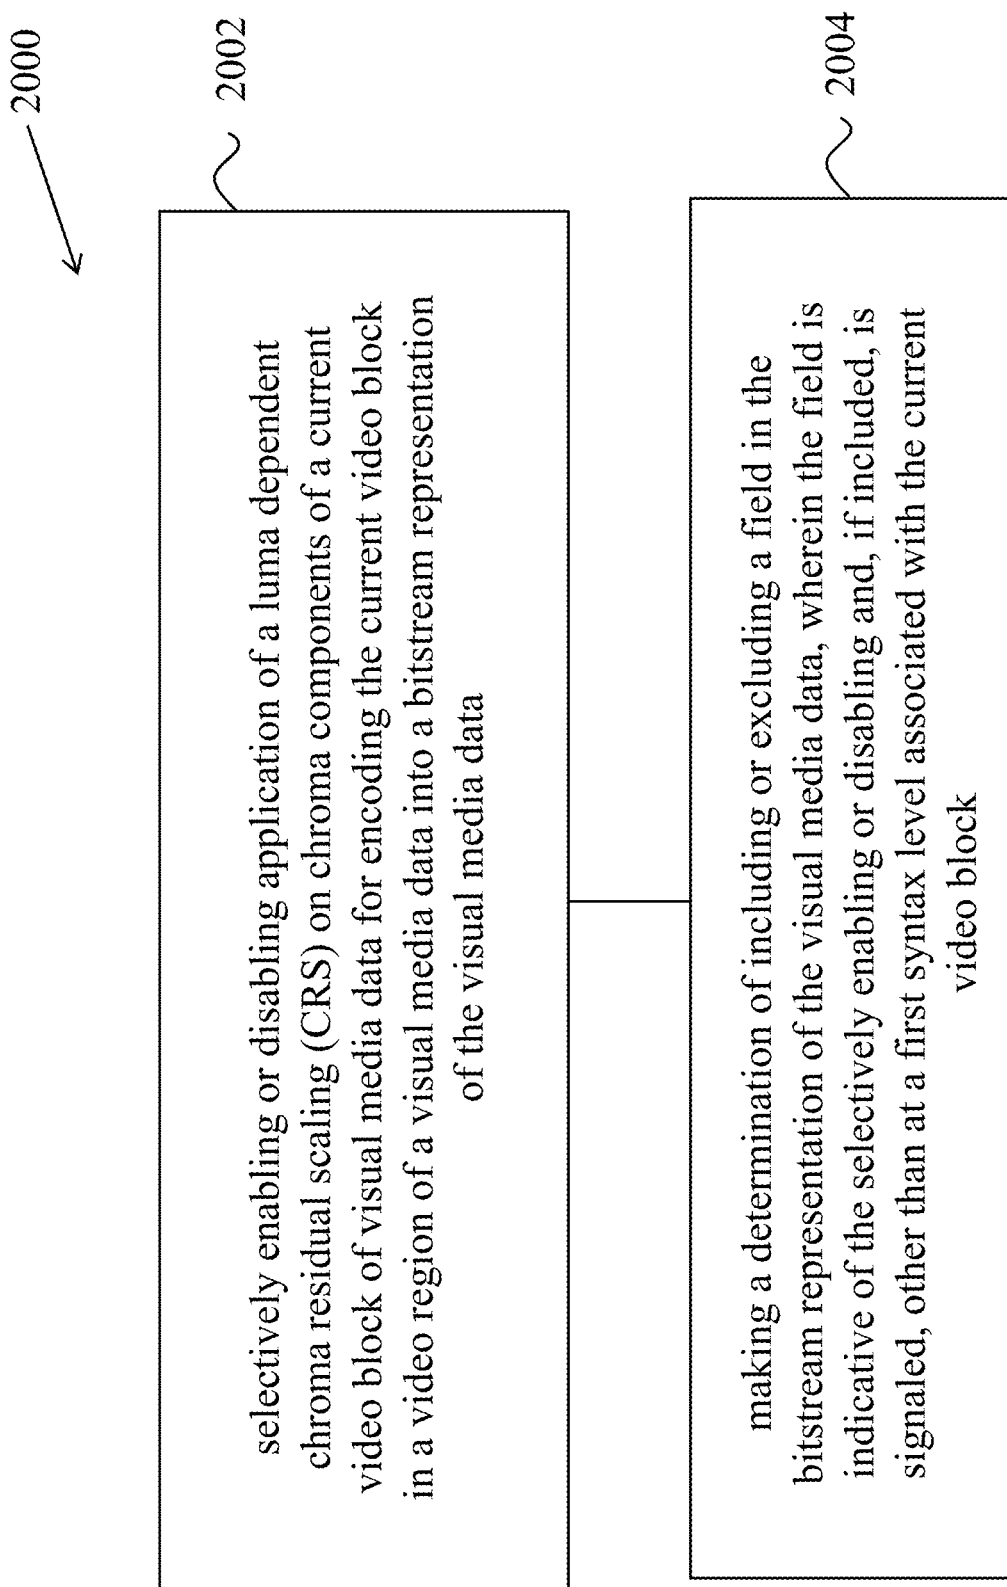 2000
2002
selectively enabling or disabling application of a luma dependent
chroma residual scaling (CRS) on chroma components of a current
video block of visual media data for encoding the current video block
in a video region of a visual media data into a bitstream representation
of the visual media data
2004
making a determination of including or excluding a field in the
bitstream representation of the visual media data, wherein the field is
indicative of the selectively enabling or disabling and, if included, is
signaled, other than at a first syntax level associated with the current
video block